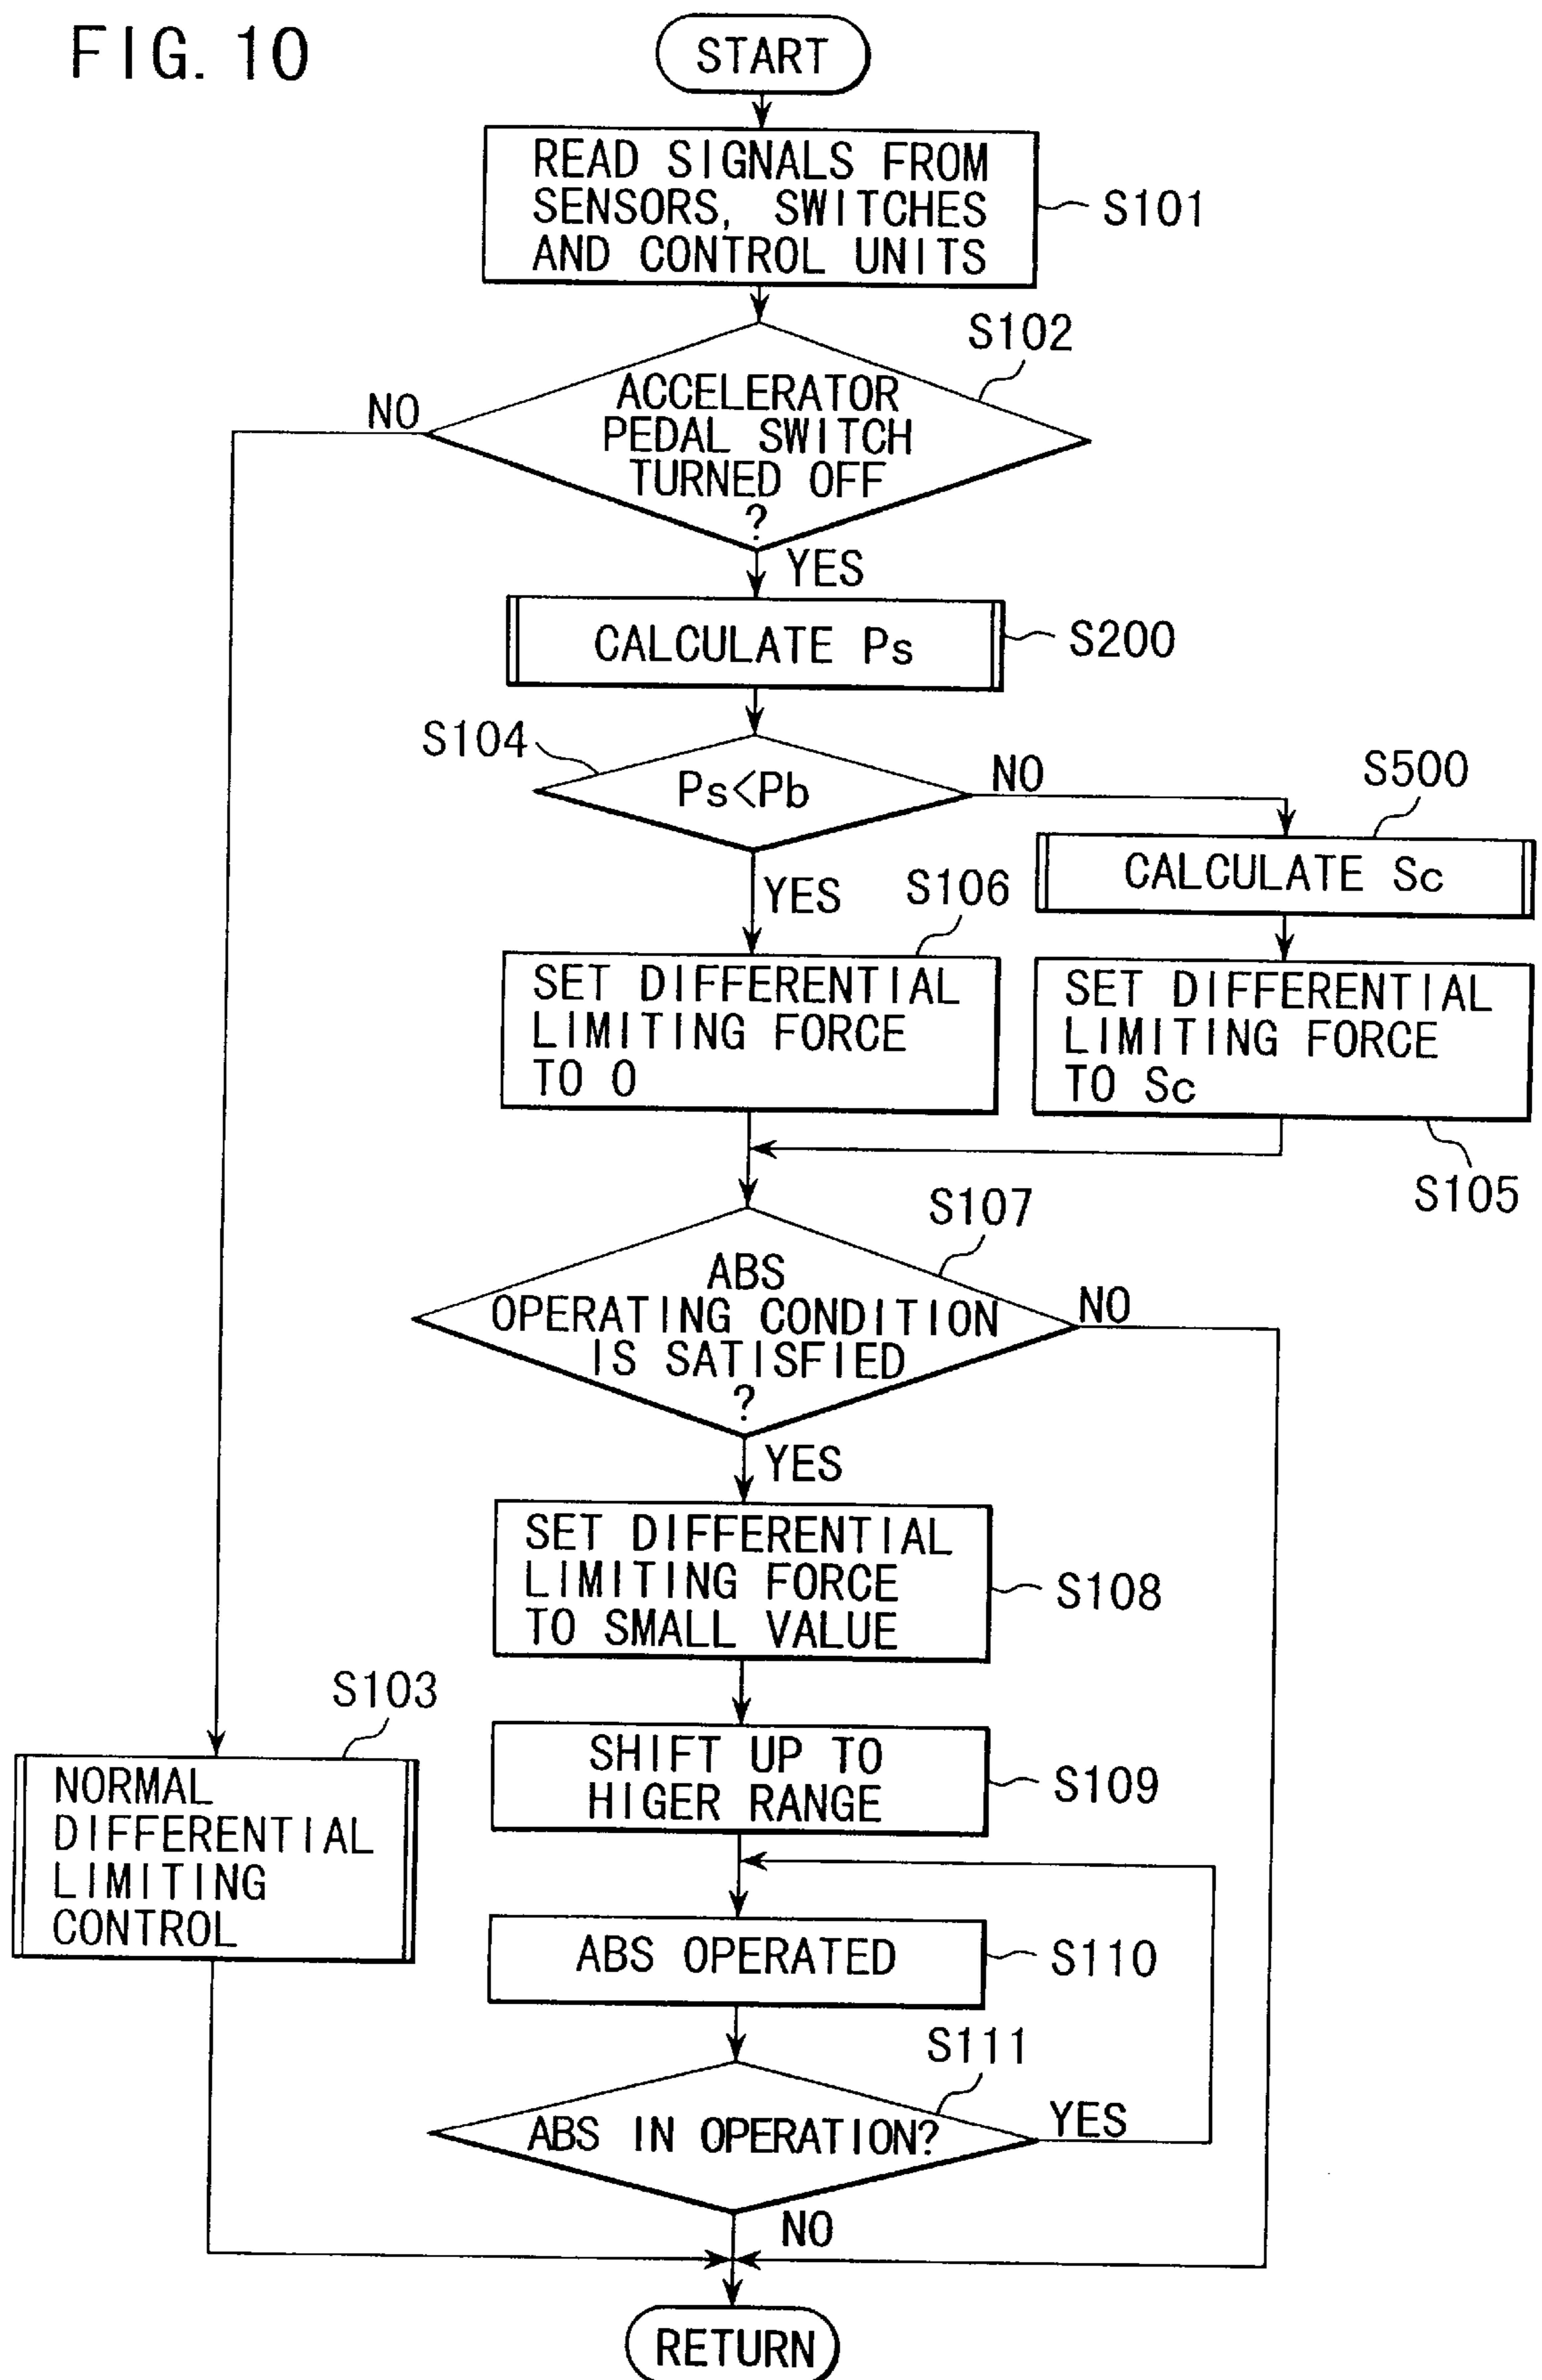 FIG. 10
START
READ SIGNALS FROM
SENSORS, SWITCHES
AND CONTROL UNITS
S101
S102
ACCELERATOR
PEDAL SWITCH
TURNED OFF
?
NO
YES
CALCULATE Ps
S200
S104
Ps<Pb
NO
S500
CALCULATE Sc
YES
S106
SET DIFFERENTIAL
LIMITING FORCE
TO 0
SET DIFFERENTIAL
LIMITING FORCE
TO Sc
S105
S107
ABS
OPERATING CONDITION
IS SATISFIED
?
NO
YES
SET DIFFERENTIAL
LIMITING FORCE
TO SMALL VALUE
S108
S103
NORMAL
DIFFERENTIAL
LIMITING
CONTROL
SHIFT UP TO
HIGER RANGE
S109
ABS OPERATED
S110
S111
ABS IN OPERATION?
YES
NO
RETURN